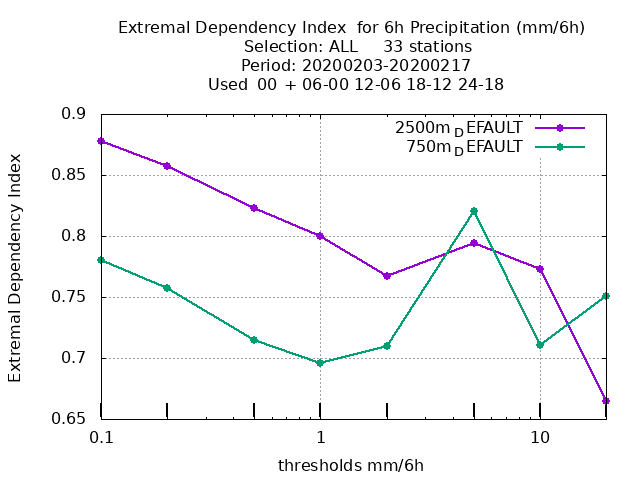 Extremal Dependency Index  for 6h Precipitation (mm/6h)
Selection: ALL     33 stations
Period: 20200203-20200217
Used  00  + 06-00 12-06 18-12 24-18
2500m_DEFAULT
750m_DEFAULT
Extremal Dependency Index
0.9
0.85
0.8
0.75
0.7
0.65
0.1 1 10
thresholds mm/6h